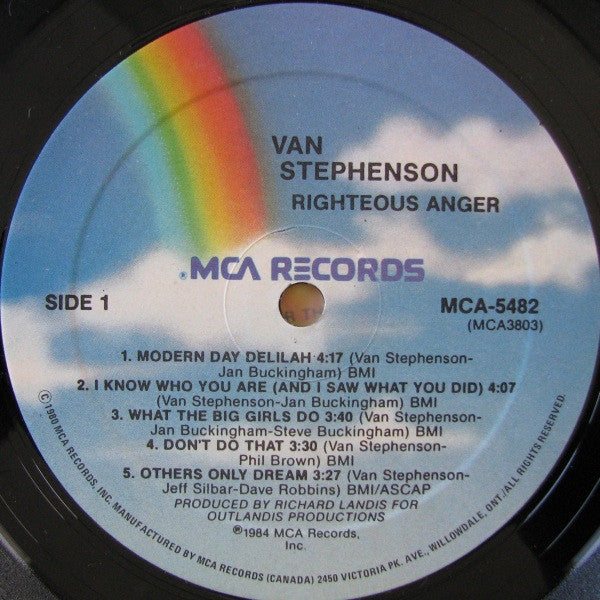 VAN
STEPHENSON
RIGHTEOUS ANGER
®MCA RECORDS
SIDE 1
MCA-5482
(MCA3803)
1. MODERN DAY DELILAH 4:17 (Van Stephenson-
Jan Buckingham) BMI
2. I KNOW WHO YOU ARE (AND I SAW WHAT YOU DID) 4:07
(Van Stephenson-Jan Buckingham) BMI
3. WHAT THE BIG GIRLS DO 3:40 (Van Stephenson-
Jan Buckingham-Steve Buckingham) BMI
4. DON'T DO THAT 3:30 (Van Stephenson-
Phil Brown) BMI
5. OTHERS ONLY DREAM 3:27 (Van Stephenson-
Jeff Silbar-Dave Robbins) BMI/ASCAP
PRODUCED BY RICHARD LANDIS FOR
OUTLANDIS PRODUCTIONS
℗1984 MCA Records,
Inc.
©1980 MCA RECORDS, INC. MANUFACTURED BY MCA RECORDS (CANADA) 2450 VICTORIA PK. AVE., WILLOWDALE, ONT./ALL RIGHTS RESERVED.